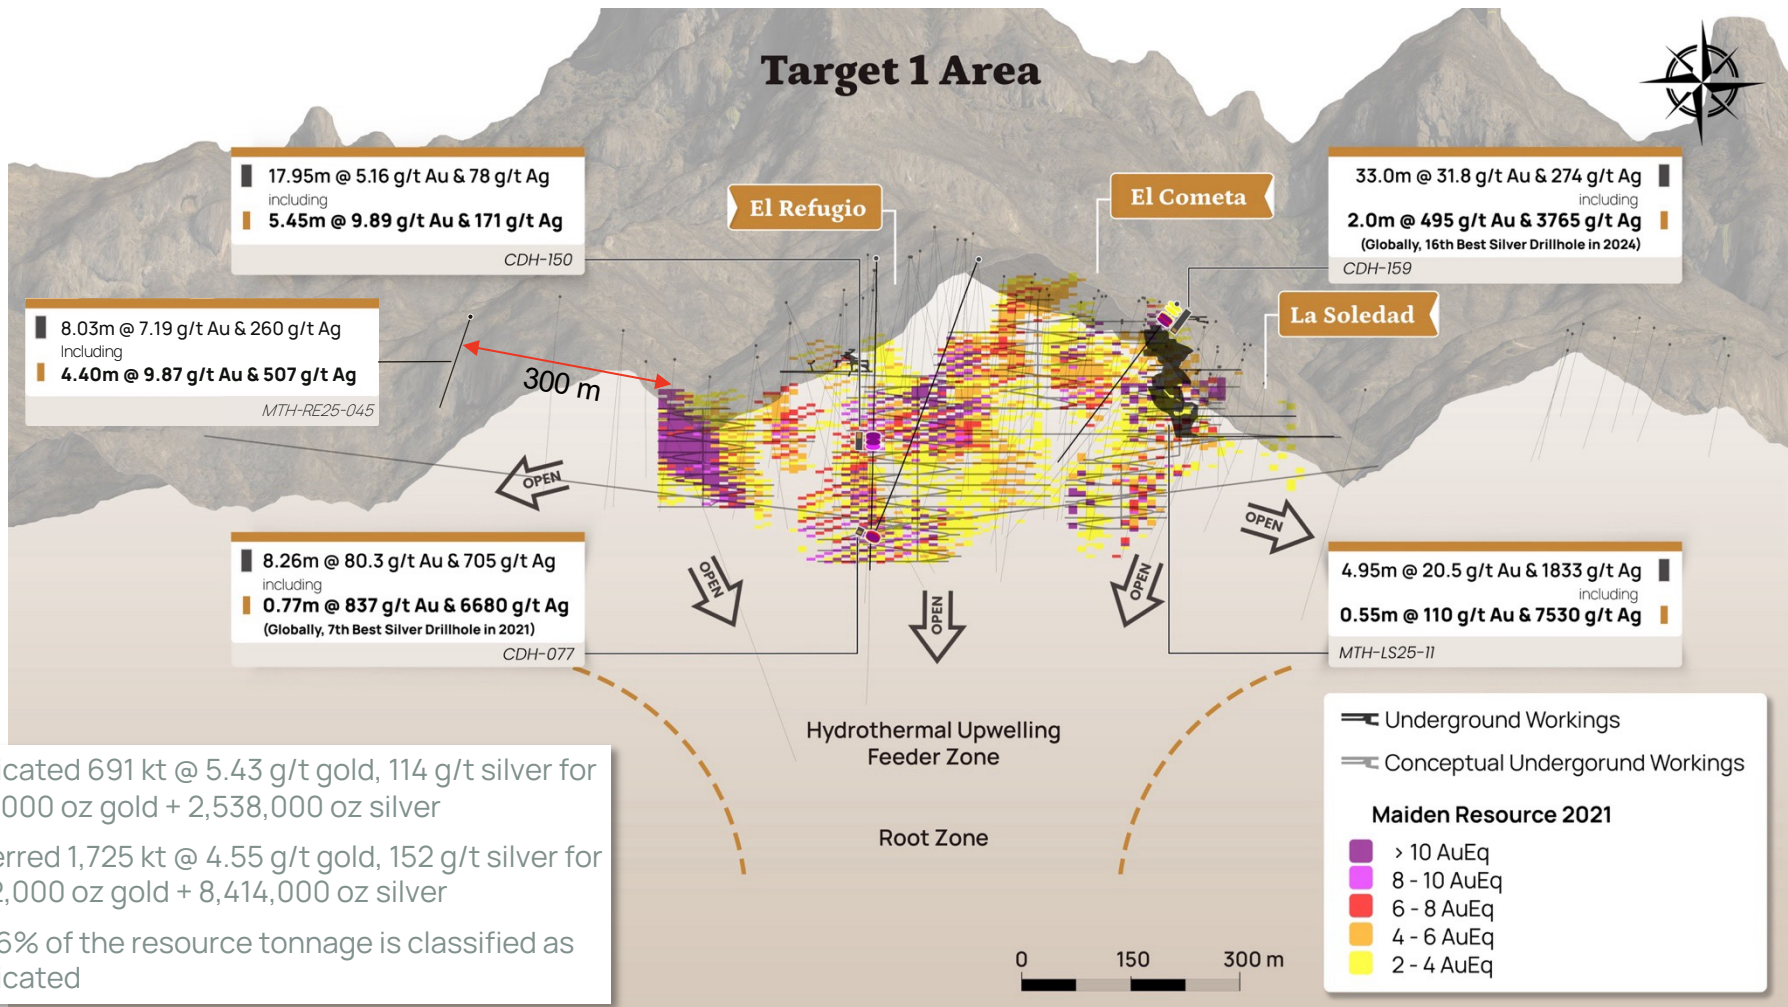 Target 1 Area
17.95m @ 5.16 g/t Au & 78 g/t Ag
including
5.45m @ 9.89 g/t Au & 171 g/t Ag
CDH-150
El Refugio
El Cometa
33.0m @ 31.8 g/t Au & 274 g/t Ag
including
2.0m @ 495 g/t Au & 3765 g/t Ag
(Globally, 16th Best Silver Drillhole in 2024)
CDH-159
La Soledad
8.03m @ 7.19 g/t Au & 260 g/t Ag
Including
4.40m @ 9.87 g/t Au & 507 g/t Ag
MTH-RE25-045
300 m
OPEN
OPEN
OPEN
OPEN
OPEN
8.26m @ 80.3 g/t Au & 705 g/t Ag
including
0.77m @ 837 g/t Au & 6680 g/t Ag
(Globally, 7th Best Silver Drillhole in 2021)
CDH-077
4.95m @ 20.5 g/t Au & 1833 g/t Ag
including
0.55m @ 110 g/t Au & 7530 g/t Ag
MTH-LS25-11
Hydrothermal Upwelling
Feeder Zone
Root Zone
icated 691 kt @ 5.43 g/t gold, 114 g/t silver for
,000 oz gold + 2,538,000 oz silver
erred 1,725 kt @ 4.55 g/t gold, 152 g/t silver for
2,000 oz gold + 8,414,000 oz silver
6% of the resource tonnage is classified as
icated
0 150 300 m
Underground Workings
Conceptual Undergorund Workings
Maiden Resource 2021
> 10 AuEq
8 - 10 AuEq
6 - 8 AuEq
4 - 6 AuEq
2 - 4 AuEq